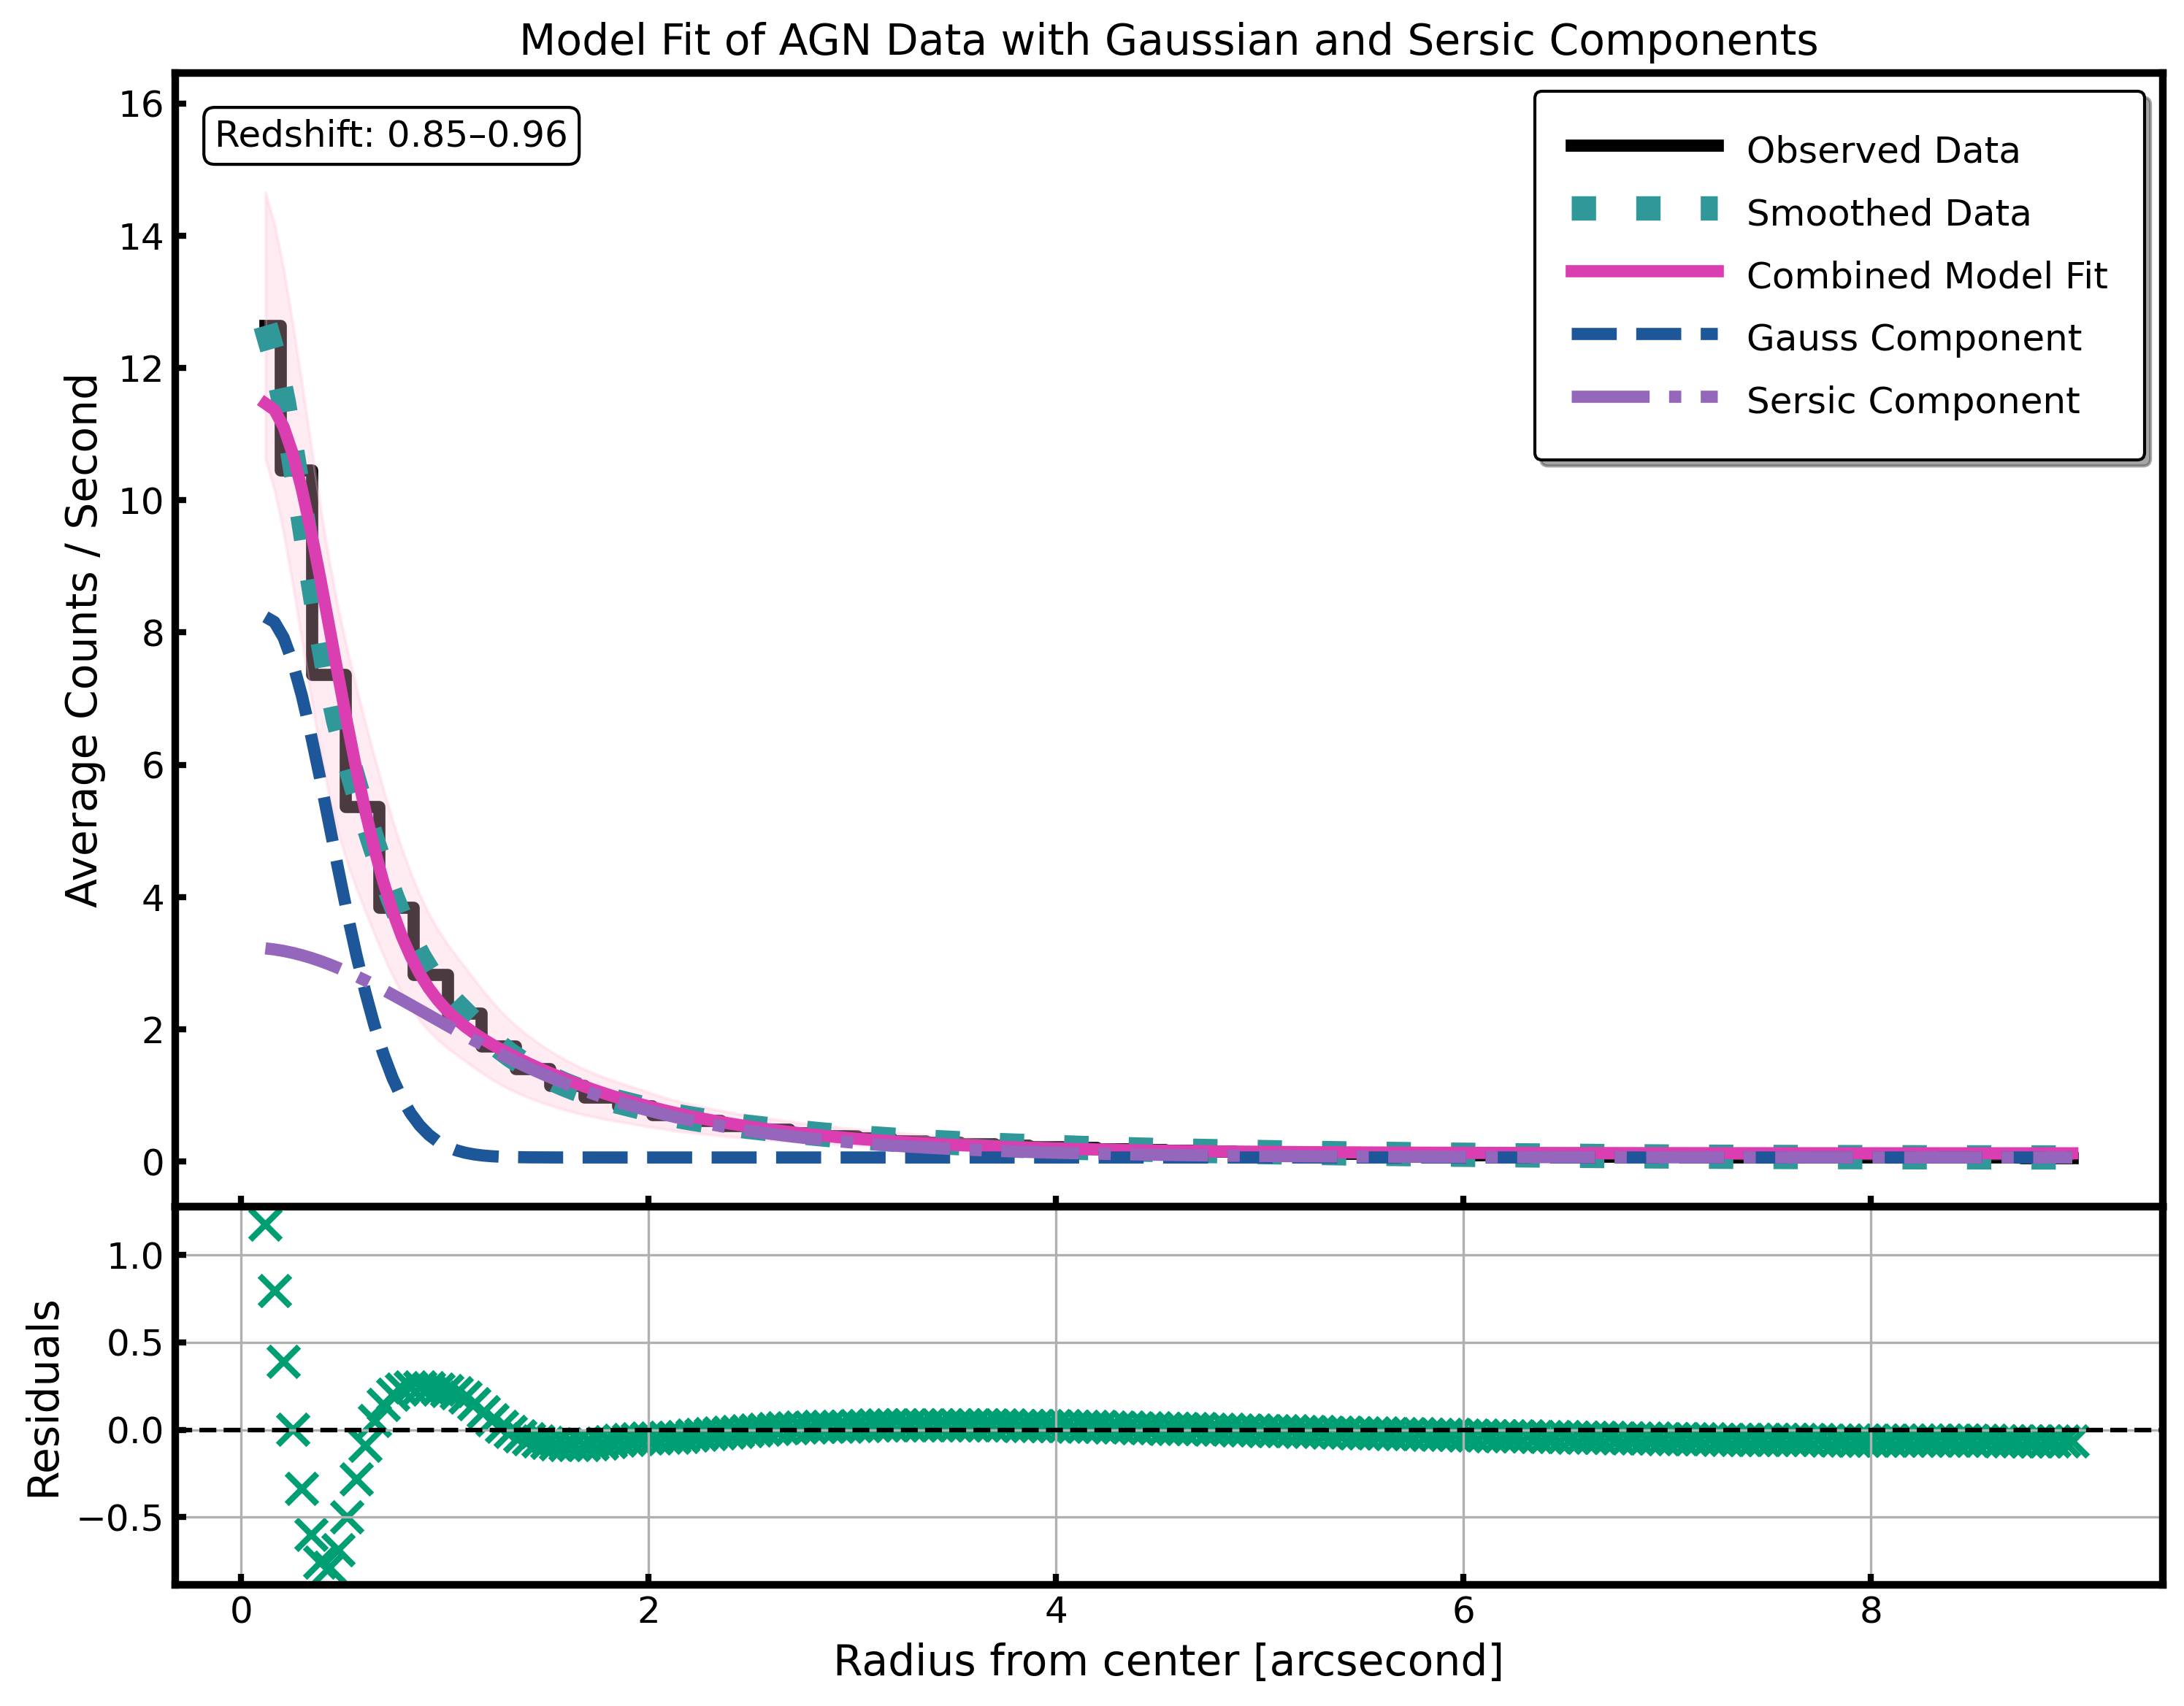 Model Fit of AGN Data with Gaussian and Sersic Components
Redshift: 0.85–0.96
Observed Data
Smoothed Data
Combined Model Fit
Gauss Component
Sersic Component
Average Counts / Second
16
14
12
10
8
6
4
2
0
Residuals
1.0
0.5
0.0
−0.5
0 2 4 6 8
Radius from center [arcsecond]